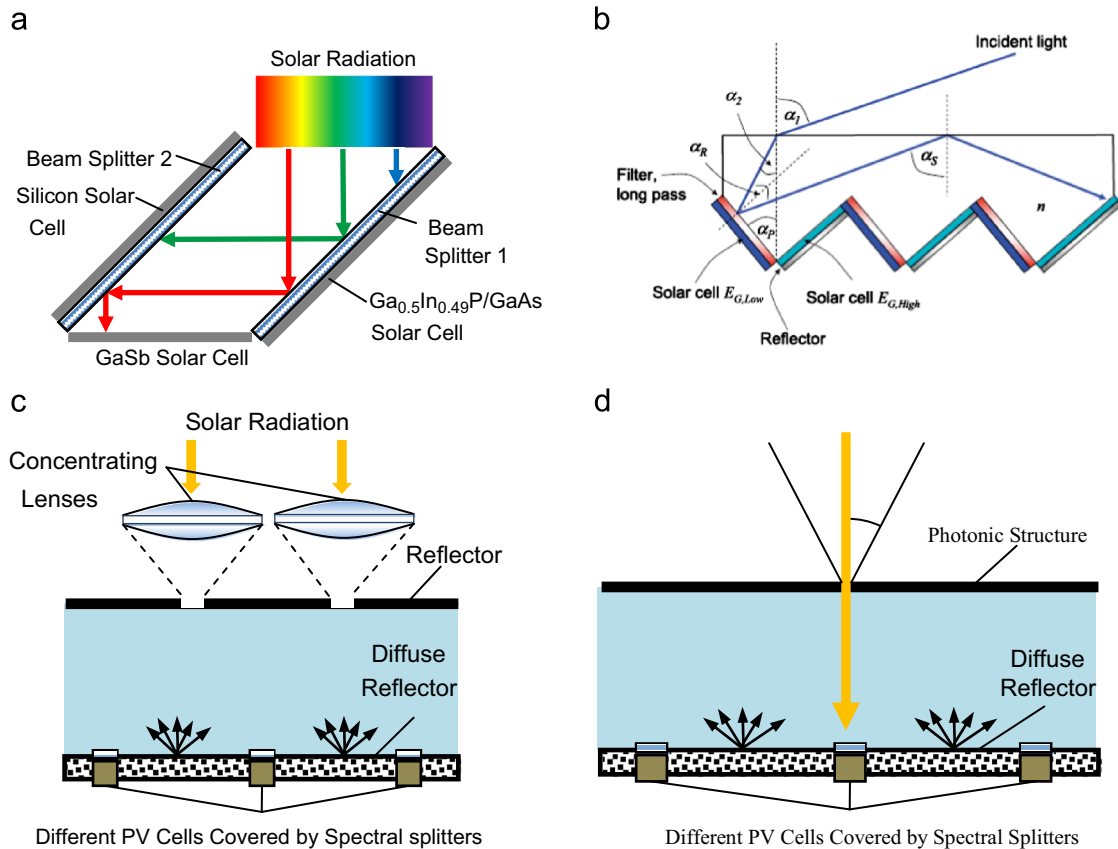 a
Solar Radiation
Beam Splitter 2
Silicon Solar
Cell
Beam
Splitter 1
Ga0.5In0.49P/GaAs
Solar Cell
GaSb Solar Cell
b
Incident light
α2
α1
αR
αS
Filter,
long pass
αP
n
Solar cell EG,Low
Solar cell EG,High
Reflector
c
Solar Radiation
Concentrating
Lenses
Reflector
Diffuse
Reflector
Different PV Cells Covered by Spectral splitters
d
Photonic Structure
Diffuse
Reflector
Different PV Cells Covered by Spectral Splitters